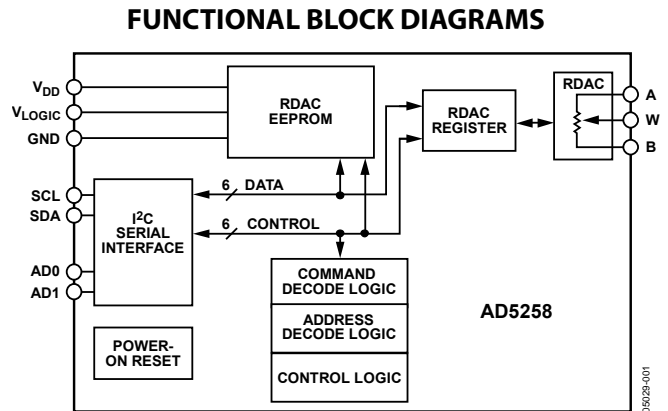 FUNCTIONAL BLOCK DIAGRAMS
VDD
VLOGIC
GND
SCL
SDA
AD0
AD1
RDAC
EEPROM
I2C
SERIAL
INTERFACE
POWER-
ON RESET
6 DATA
6 CONTROL
COMMAND
DECODE LOGIC
ADDRESS
DECODE LOGIC
CONTROL LOGIC
RDAC
REGISTER
RDAC
A
W
B
AD5258
05029-001